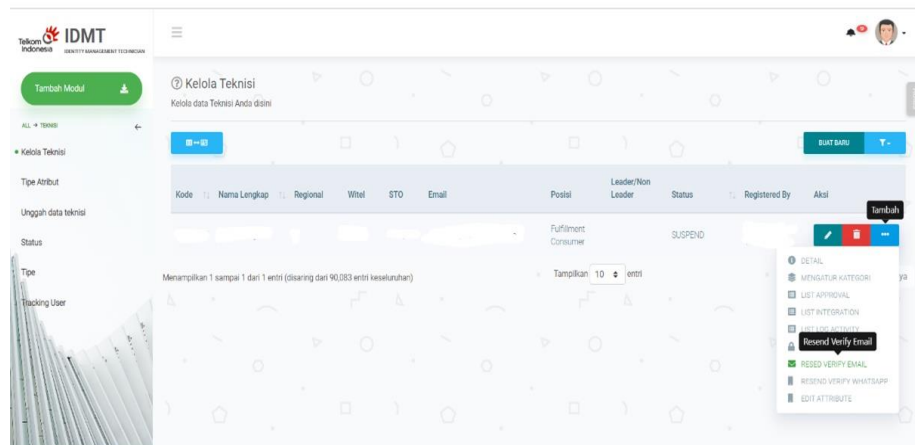 Telkom
Indonesia
IDMT
IDENTITY MANAGEMENT TECHNICIAN
Tambah Modul
ALL → TEKNISI
Kelola Teknisi
Tipe Atribut
Unggah data teknisi
Status
Tipe
Tracking User
Kelola Teknisi
Kelola data Teknisi Anda disini
BUAT BARU
Kode Nama Lengkap Regional Witel STO Email Posisi Leader/Non Leader Status Registered By Aksi
Fulfillment
Consumer
SUSPEND
Tambah
Menampilkan 1 sampai 1 dari 1 entri (disaring dari 90,083 entri keseluruhan)
Tampilkan 10 entri
ya
DETAIL
MENGATUR KATEGORI
LIST APPROVAL
LIST INTEGRATION
LIST LOG ACTIVITY
Resend Verify Email
RESED VERIFY EMAIL
RESEND VERIFY WHATSAPP
EDIT ATTRIBUTE